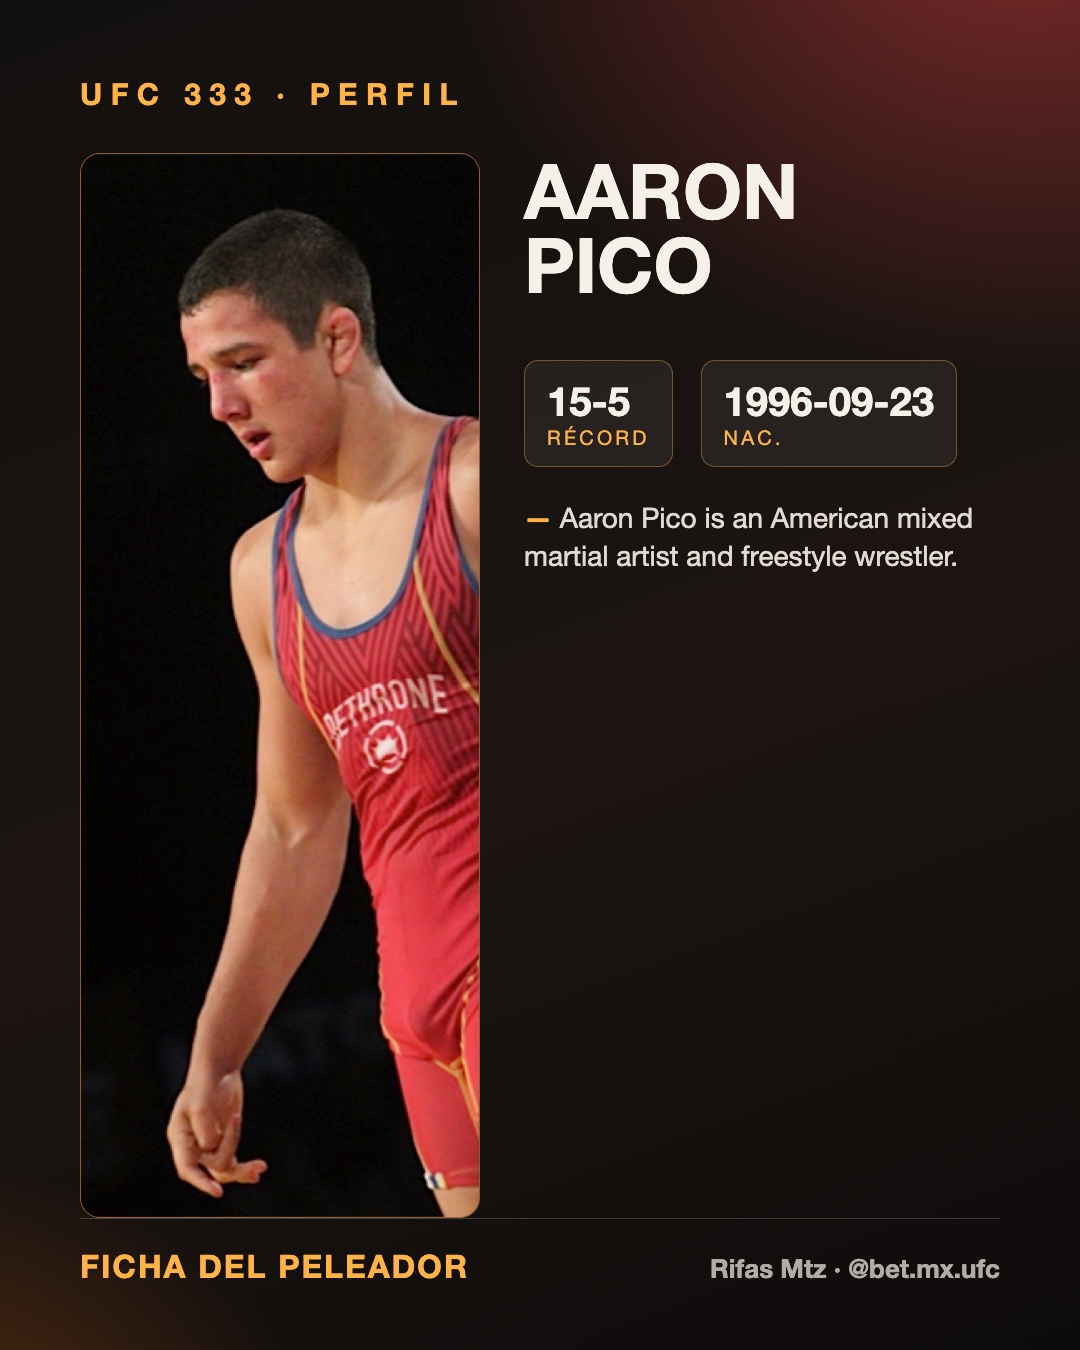 UFC 333 · PERFIL
AARON
PICO
15-5
RÉCORD
1996-09-23
NAC.
— Aaron Pico is an American mixed
martial artist and freestyle wrestler.
DETHRONE
FICHA DEL PELEADOR
Rifas Mtz · @bet.mx.ufc